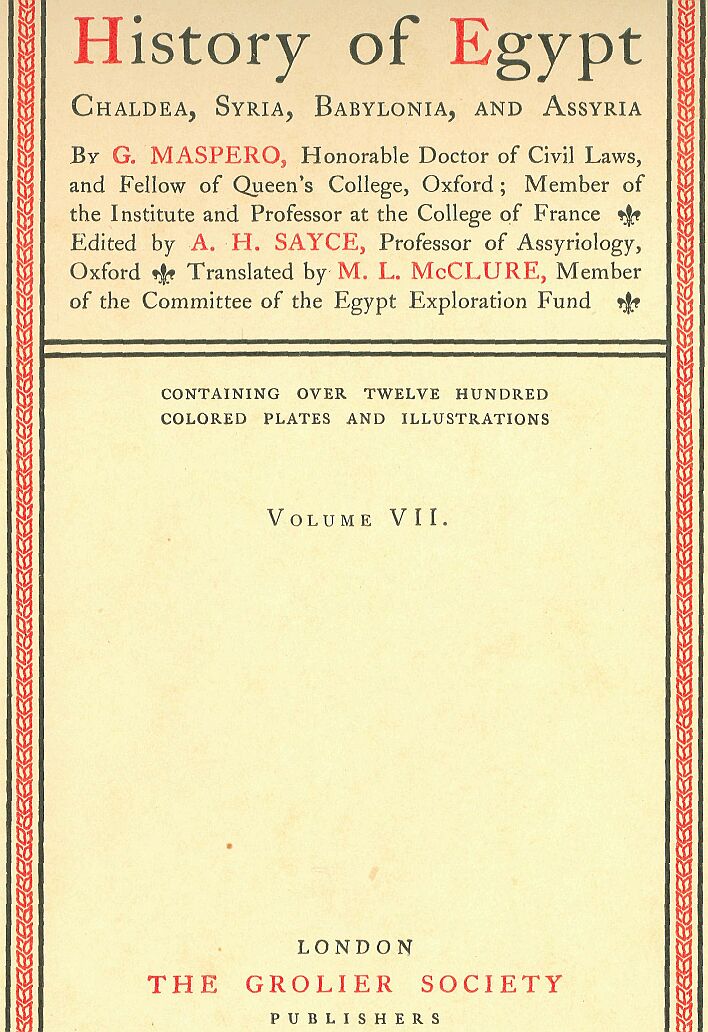 History of Egypt
CHALDEA, SYRIA, BABYLONIA, AND ASSYRIA
By G. MASPERO, Honorable Doctor of Civil Laws,
and Fellow of Queen's College, Oxford; Member of
the Institute and Professor at the College of France
Edited by A. H. SAYCE, Professor of Assyriology,
Oxford Translated by M. L. McCLURE, Member
of the Committee of the Egypt Exploration Fund
CONTAINING OVER TWELVE HUNDRED
COLORED PLATES AND ILLUSTRATIONS
VOLUME VII.
LONDON
THE GROLIER SOCIETY
PUBLISHERS